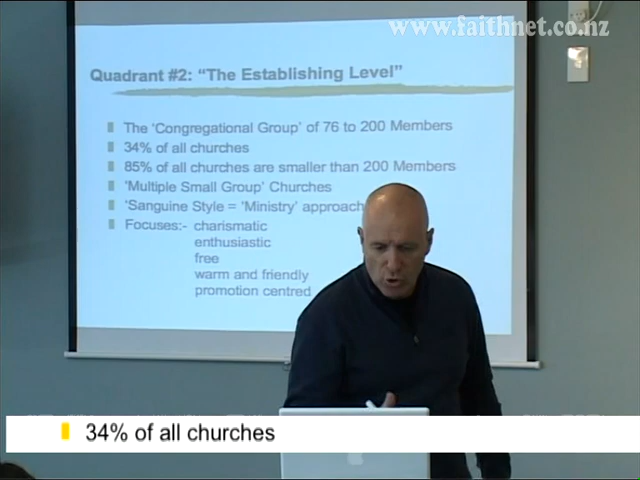 www.faithnet.co.nz
Quadrant #2: “The Establishing Level”
The ‘Congregational Group’ of 76 to 200 Members
34% of all churches
85% of all churches are smaller than 200 Members
‘Multiple Small Group’ Churches
‘Sanguine Style = ‘Ministry’ approach
Focuses:- charismatic
enthusiastic
free
warm and friendly
promotion centred
34% of all churches